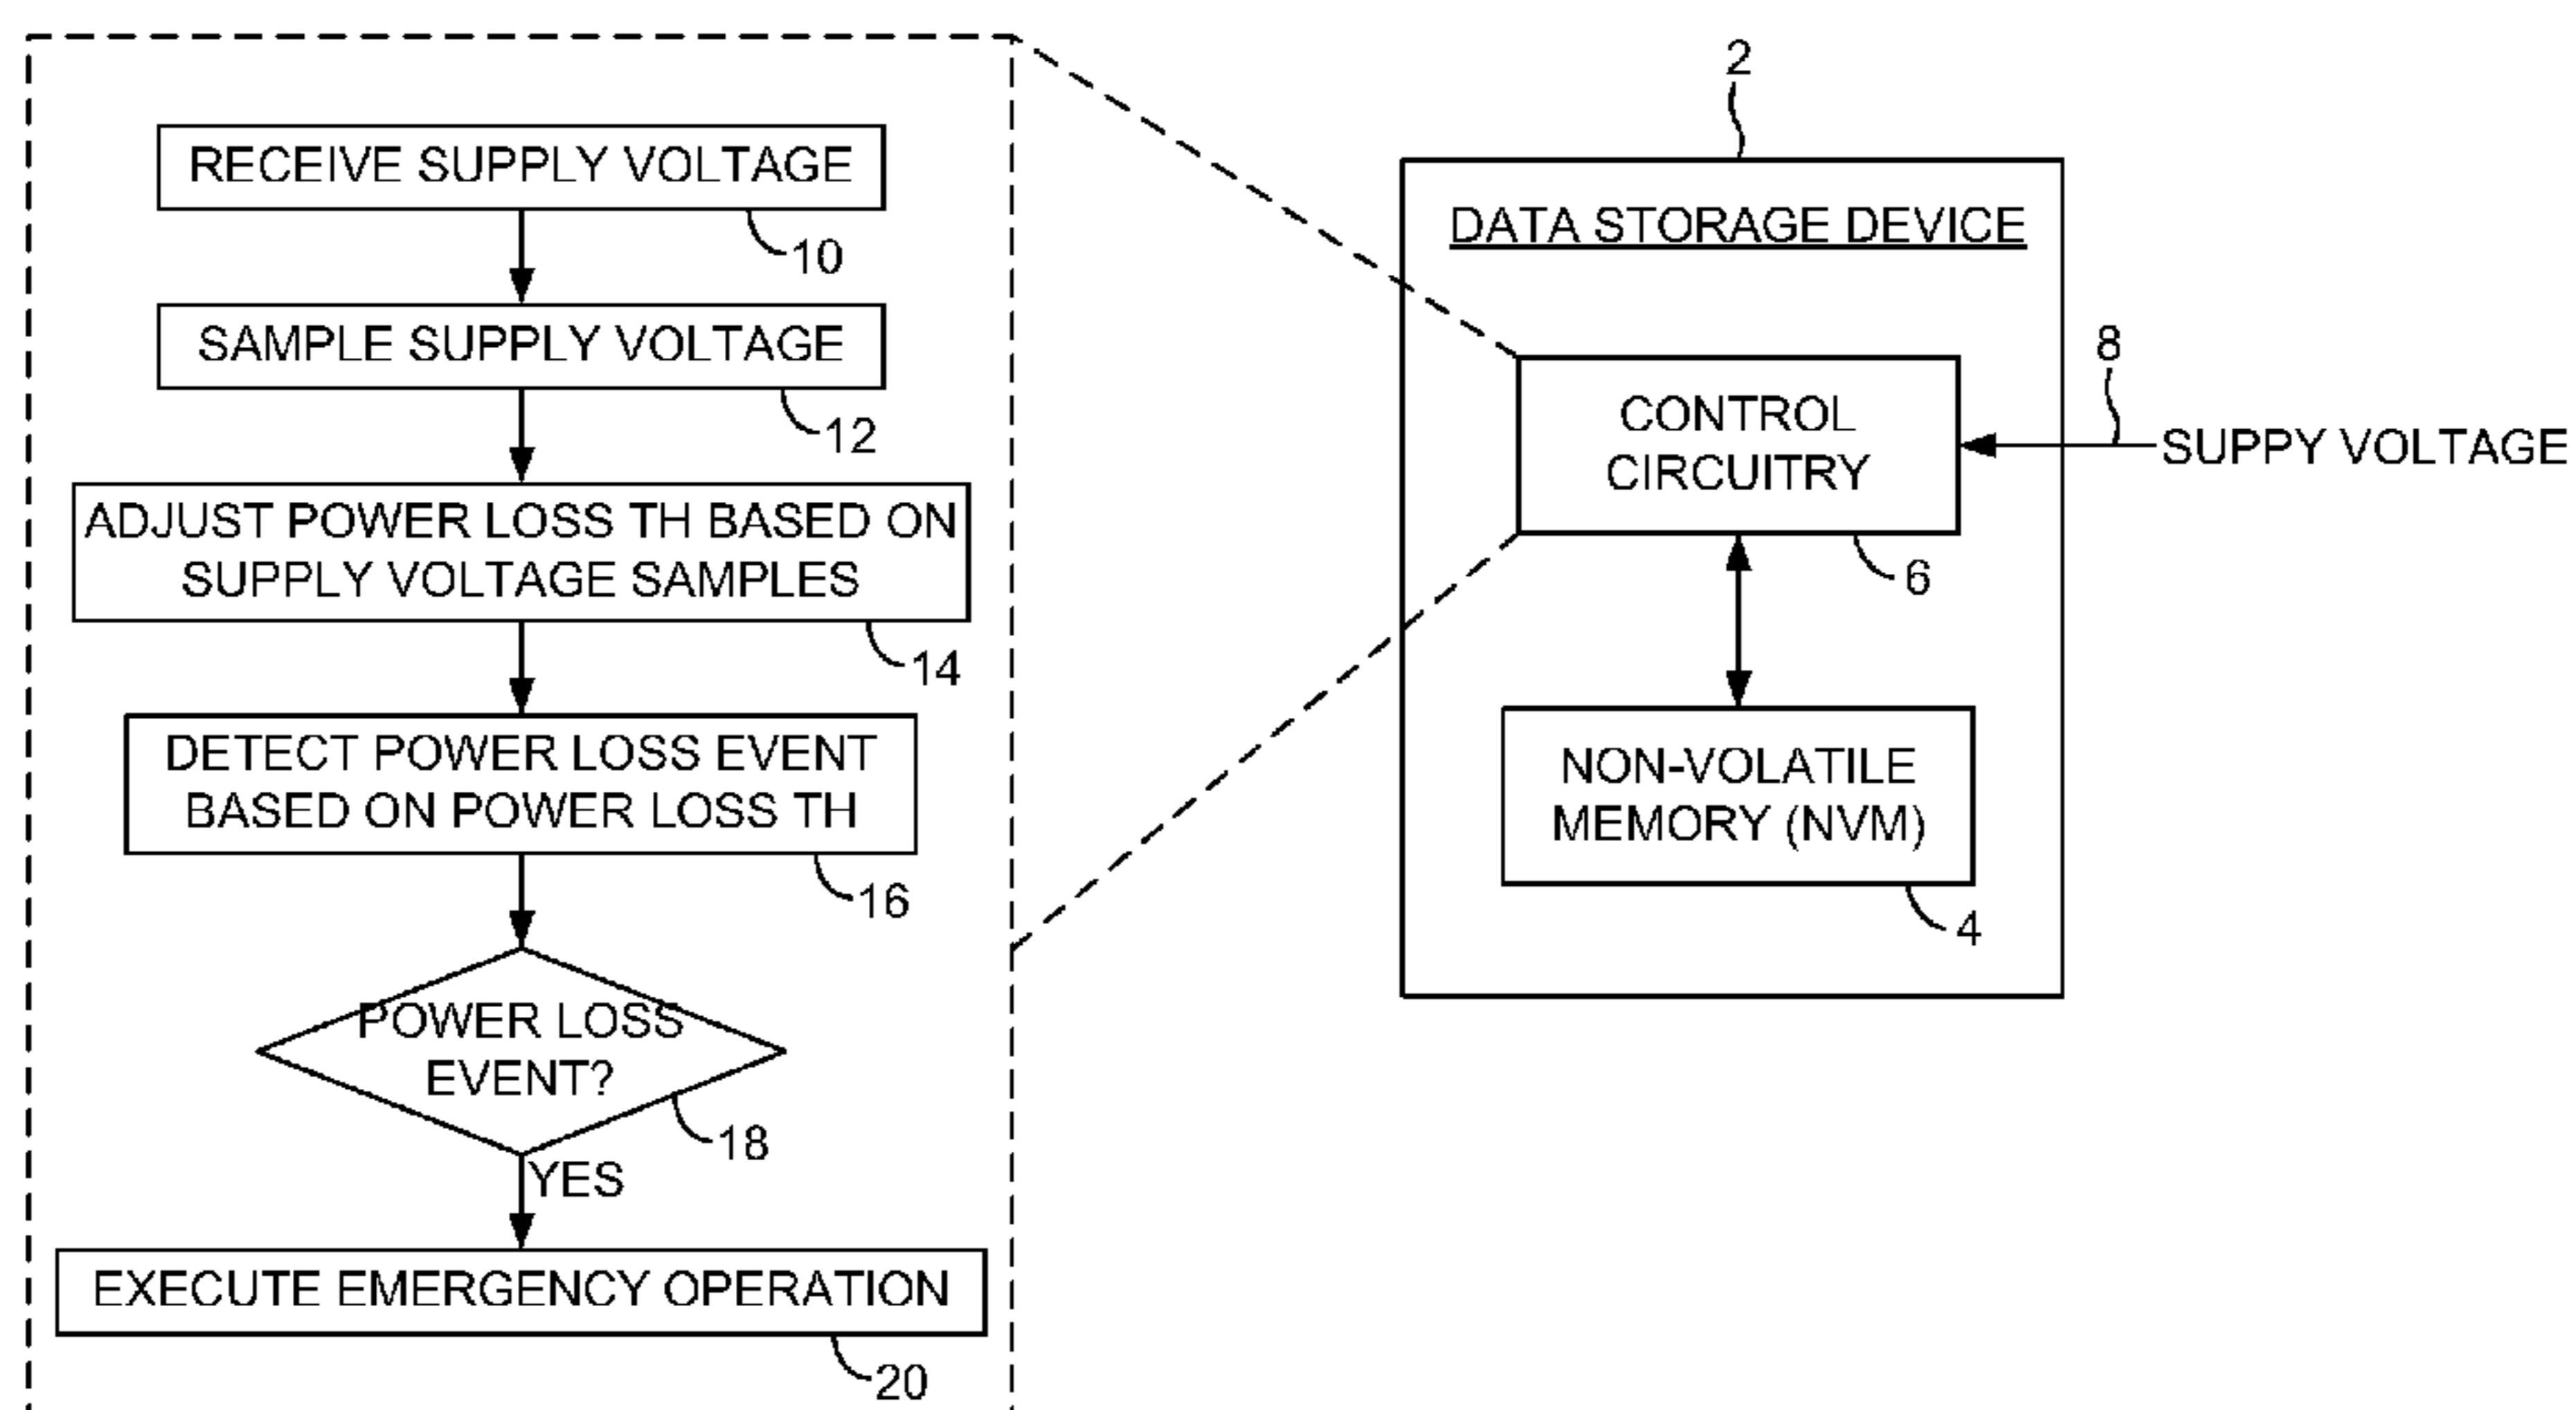 RECEIVE SUPPLY VOLTAGE
10
SAMPLE SUPPLY VOLTAGE
12
ADJUST POWER LOSS TH BASED ON
SUPPLY VOLTAGE SAMPLES
14
DETECT POWER LOSS EVENT
BASED ON POWER LOSS TH
16
POWER LOSS
EVENT?
18
YES
EXECUTE EMERGENCY OPERATION
20
2
DATA STORAGE DEVICE
CONTROL
CIRCUITRY
6
8
SUPPY VOLTAGE
NON-VOLATILE
MEMORY (NVM)
4